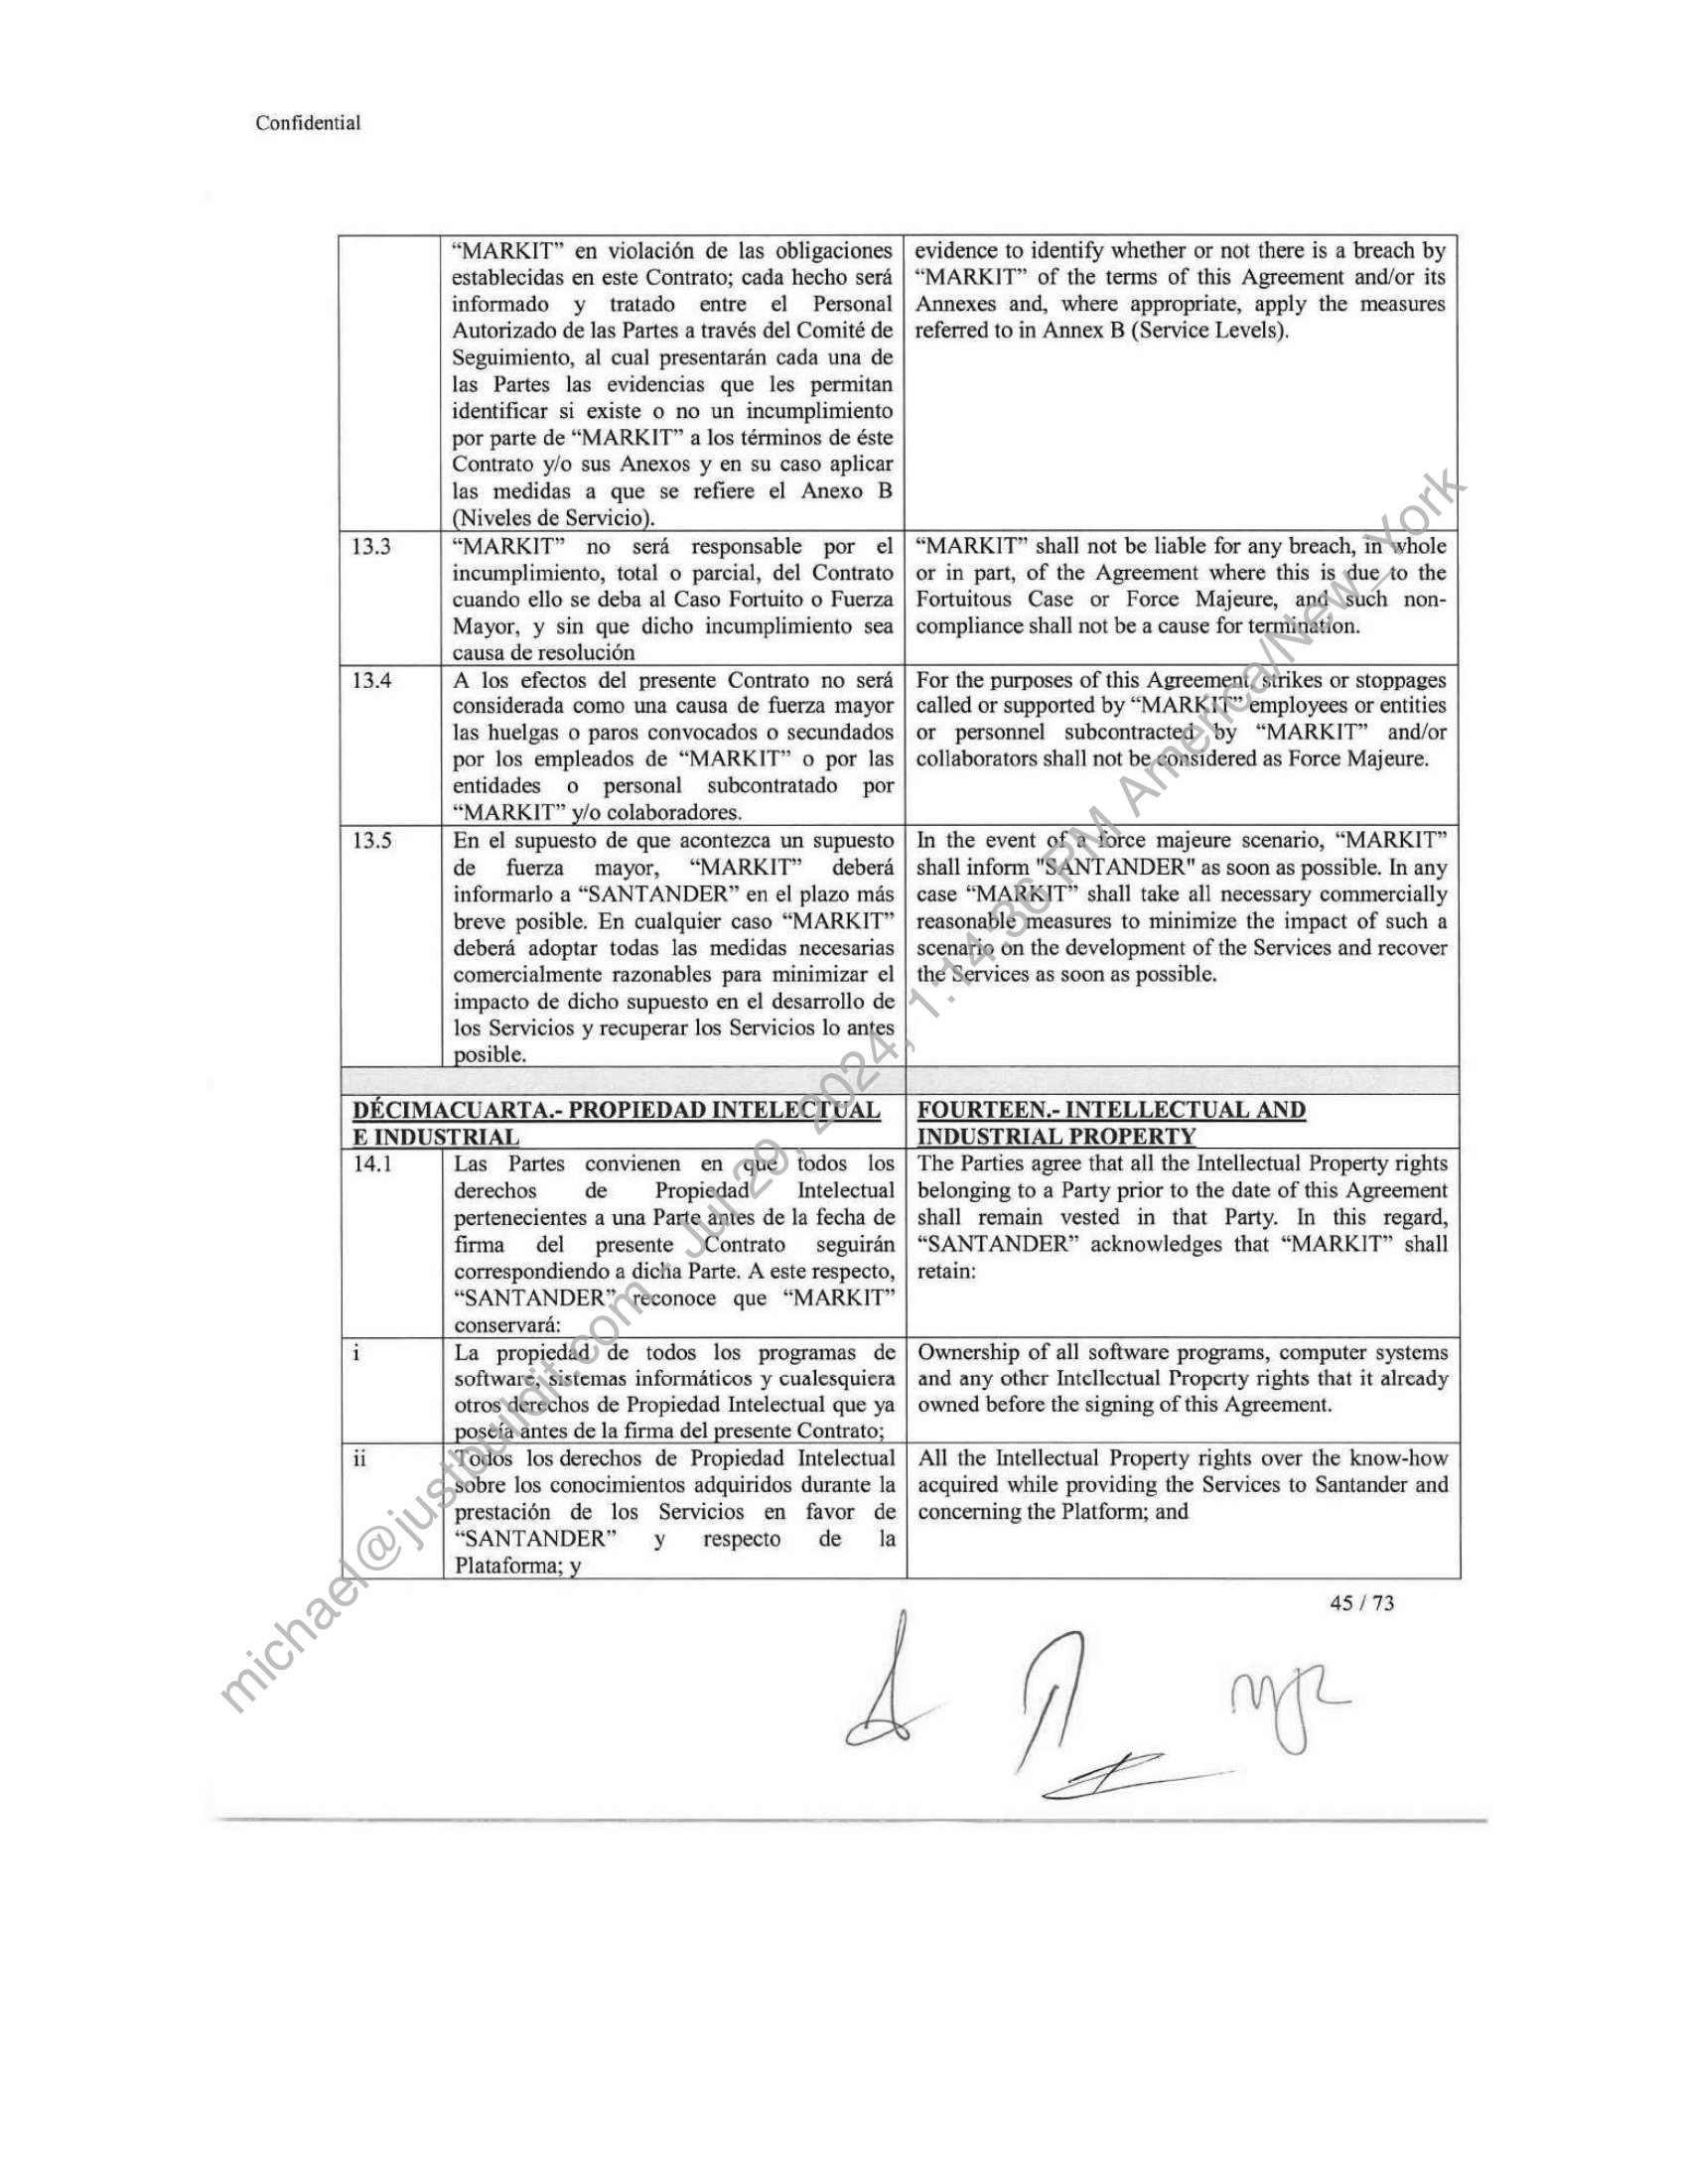 Confidential
“MARKIT” en violación de las obligaciones
establecidas en este Contrato; cada hecho será
informado y tratado entre el Personal
Autorizado de las Partes a través del Comité de
Seguimiento, al cual presentarán cada una de
las Partes las evidencias que les permitan
identificar si existe o no un incumplimiento
por parte de “MARKIT” a los términos de éste
Contrato y/o sus Anexos y en su caso aplicar
las medidas a que se refiere el Anexo B
(Niveles de Servicio).
evidence to identify whether or not there is a breach by
“MARKIT” of the terms of this Agreement and/or its
Annexes and, where appropriate, apply the measures
referred to in Annex B (Service Levels).
13.3
“MARKIT” no será responsable por el
incumplimiento, total o parcial, del Contrato
cuando ello se deba al Caso Fortuito o Fuerza
Mayor, y sin que dicho incumplimiento sea
causa de resolución
“MARKIT” shall not be liable for any breach, in whole
or in part, of the Agreement where this is due to the
Fortuitous Case or Force Majeure, and such non-
compliance shall not be a cause for termination.
13.4
A los efectos del presente Contrato no será
considerada como una causa de fuerza mayor
las huelgas o paros convocados o secundados
por los empleados de “MARKIT” o por las
entidades o personal subcontratado por
“MARKIT” y/o colaboradores.
For the purposes of this Agreement, strikes or stoppages
called or supported by “MARKIT” employees or entities
or personnel subcontracted by “MARKIT” and/or
collaborators shall not be considered as Force Majeure.
13.5
En el supuesto de que acontezca un supuesto
de fuerza mayor, “MARKIT” deberá
informarlo a “SANTANDER” en el plazo más
breve posible. En cualquier caso “MARKIT”
deberá adoptar todas las medidas necesarias
comercialmente razonables para minimizar el
impacto de dicho supuesto en el desarrollo de
los Servicios y recuperar los Servicios lo antes
posible.
In the event of a force majeure scenario, “MARKIT”
shall inform "SANTANDER" as soon as possible. In any
case “MARKIT” shall take all necessary commercially
reasonable measures to minimize the impact of such a
scenario on the development of the Services and recover
the Services as soon as possible.
DÉCIMACUARTA.- PROPIEDAD INTELECTUAL
E INDUSTRIAL
FOURTEEN.- INTELLECTUAL AND
INDUSTRIAL PROPERTY
14.1
Las Partes convienen en que todos los
derechos de Propiedad Intelectual
pertenecientes a una Parte antes de la fecha de
firma del presente Contrato seguirán
correspondiendo a dicha Parte. A este respecto,
“SANTANDER” reconoce que “MARKIT”
conservará:
The Parties agree that all the Intellectual Property rights
belonging to a Party prior to the date of this Agreement
shall remain vested in that Party. In this regard,
“SANTANDER” acknowledges that “MARKIT” shall
retain:
i
La propiedad de todos los programas de
software, sistemas informáticos y cualesquiera
otros derechos de Propiedad Intelectual que ya
poseía antes de la firma del presente Contrato;
Ownership of all software programs, computer systems
and any other Intellectual Property rights that it already
owned before the signing of this Agreement.
ii
Todos los derechos de Propiedad Intelectual
sobre los conocimientos adquiridos durante la
prestación de los Servicios en favor de
“SANTANDER” y respecto de la
Plataforma; y
All the Intellectual Property rights over the know-how
acquired while providing the Services to Santander and
concerning the Platform; and
45 / 73
michael@justbuildit.com - Jul 29, 2024, 1:14:36 PM America/New_York